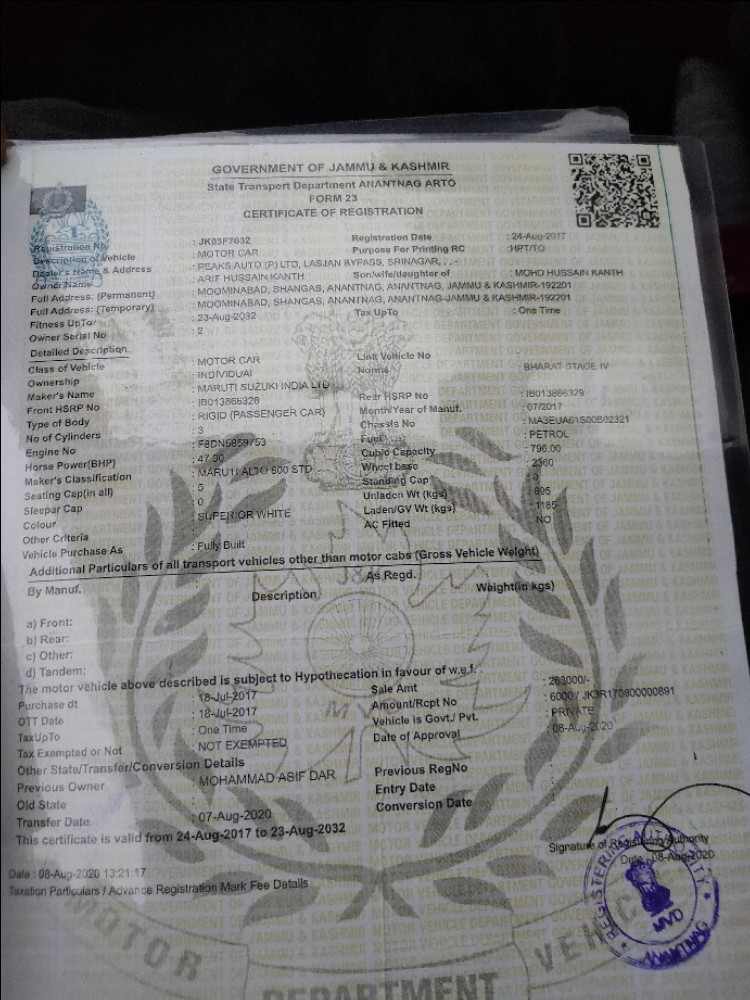 GOVERNMENT OF JAMMU & KASHMIR
State Transport Department ANANTNAG ARTO
FORM 23
CERTIFICATE OF REGISTRATION
Registration No : JK03F7632 Registration Date : 24-Aug-2017
Description of Vehicle : MOTOR CAR Purpose For Printing RC : HPT/TO
Dealer's Name & Address : PEAKS AUTO (P) LTD, LASJAN BYPASS, SRINAGAR, , , -
Owner Name : ARIF HUSSAIN KANTH Son/wife/daughter of : MOHD HUSSAIN KANTH
Full Address: (Permanent) : MOOMINABAD, SHANGAS, ANANTNAG, ANANTNAG, JAMMU & KASHMIR-192201
Full Address: (Temporary) : MOOMINABAD, SHANGAS, ANANTNAG, ANANTNAG-JAMMU & KASHMIR-192201
Fitness UpTo : 23-Aug-2032 Tax UpTo : One Time
Owner Serial No : 2
Detailed Description
Class of Vehicle : MOTOR CAR Link Vehicle No :
Ownership : INDIVIDUAL Norms : BHARAT STAGE IV
Maker's Name : MARUTI SUZUKI INDIA LTD
Front HSRP No : IB013866328 Rear HSRP No : IB013866329
Type of Body : RIGID (PASSENGER CAR) Month/Year of Manuf. : 07/2017
No of Cylinders : 3 Chassis No : MA3EUA61S00B02321
Engine No : F8DN5859753 Fuel : PETROL
Horse Power(BHP) : 47.30 Cubic Capacity : 796.00
Maker's Classification : MARUTI ALTO 800 STD Wheel base : 2360
Seating Cap(in all) : 5 Standing Cap : 0
Sleepar Cap : 0 Unladen Wt (kgs) : 695
Colour : SUPERIOR WHITE Laden/GV Wt (kgs) : 1185
Other Criteria AC Fitted : NO
Vehicle Purchase As : Fully Built
Additional Particulars of all transport vehicles other than motor cabs (Gross Vehicle Weight)
By Manuf. As Regd.
Description Weight(in kgs)
a) Front:
b) Rear:
c) Other:
d) Tandem:
The motor vehicle above described is subject to Hypothecation in favour of w.e.f. .
Purchase dt : 18-Jul-2017 Sale Amt : 263000/-
OTT Date : 18-Jul-2017 Amount/Rcpt No : 6000 / JK3R170800000891
TaxUpTo : One Time Vehicle is Govt./ Pvt. : PRIVATE
Tax Exempted or Not : NOT EXEMPTED Date of Approval : 08-Aug-2020
Other State/Transfer/Conversion Details
Previous Owner : MOHAMMAD ASIF DAR Previous RegNo
Old State : Entry Date
Transfer Date : 07-Aug-2020 Conversion Date
This certificate is valid from 24-Aug-2017 to 23-Aug-2032
Signature of Registering Authority
Date : 08-Aug-2020
Date : 08-Aug-2020 13:21:17
Taxation Particulars / Advance Registration Mark Fee Details
REGISTERING AUTHORITY
MVD
MOTOR VEHICLE DEPARTMENT